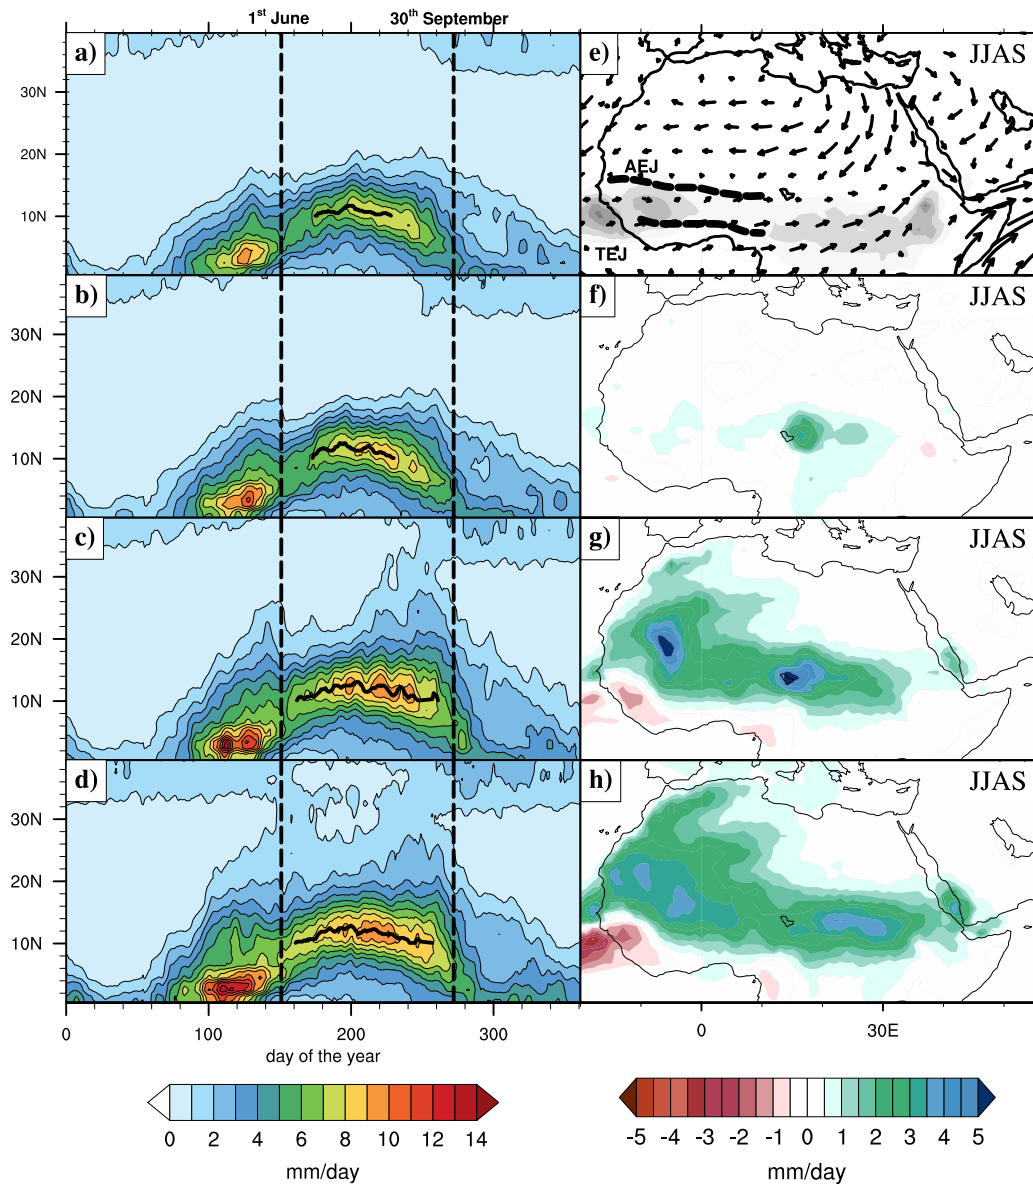 1st June 30th September
a) e) JJAS
30N
20N
10N
AEJ
TEJ
b) f) JJAS
30N
20N
10N
c) g) JJAS
30N
20N
10N
d) h) JJAS
30N
20N
10N
0 100 200 300 0 30E
day of the year
0 2 4 6 8 10 12 14 -5 -4 -3 -2 -1 0 1 2 3 4 5
mm/day mm/day